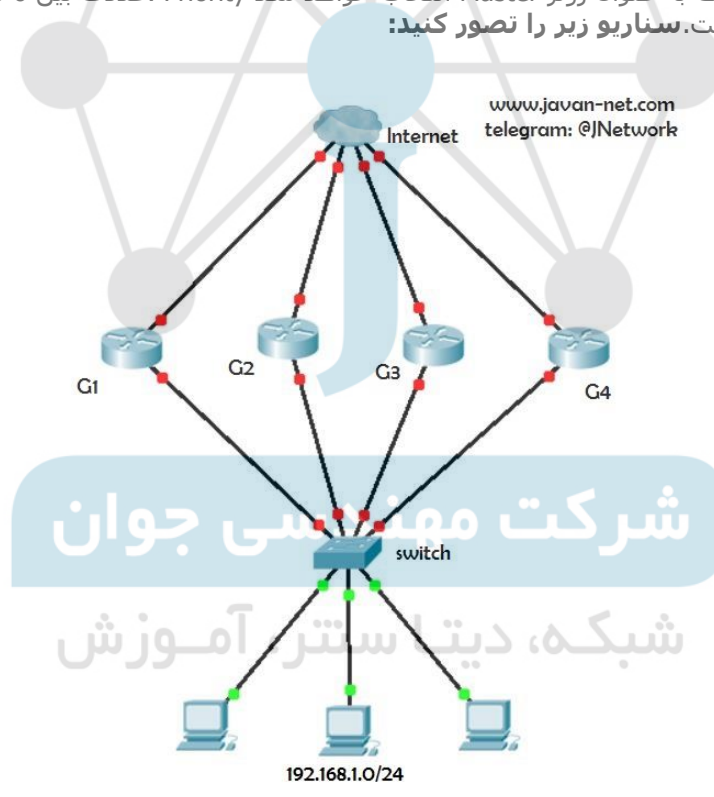 ت.سناریو زیر را تصور کنید:
www.javan-net.com
telegram: @JNetwork
Internet
G1
G2
G3
G4
شرکت مهندسی جوان
switch
شبکه، دیتا سنتر، آموزش
192.168.1.0/24